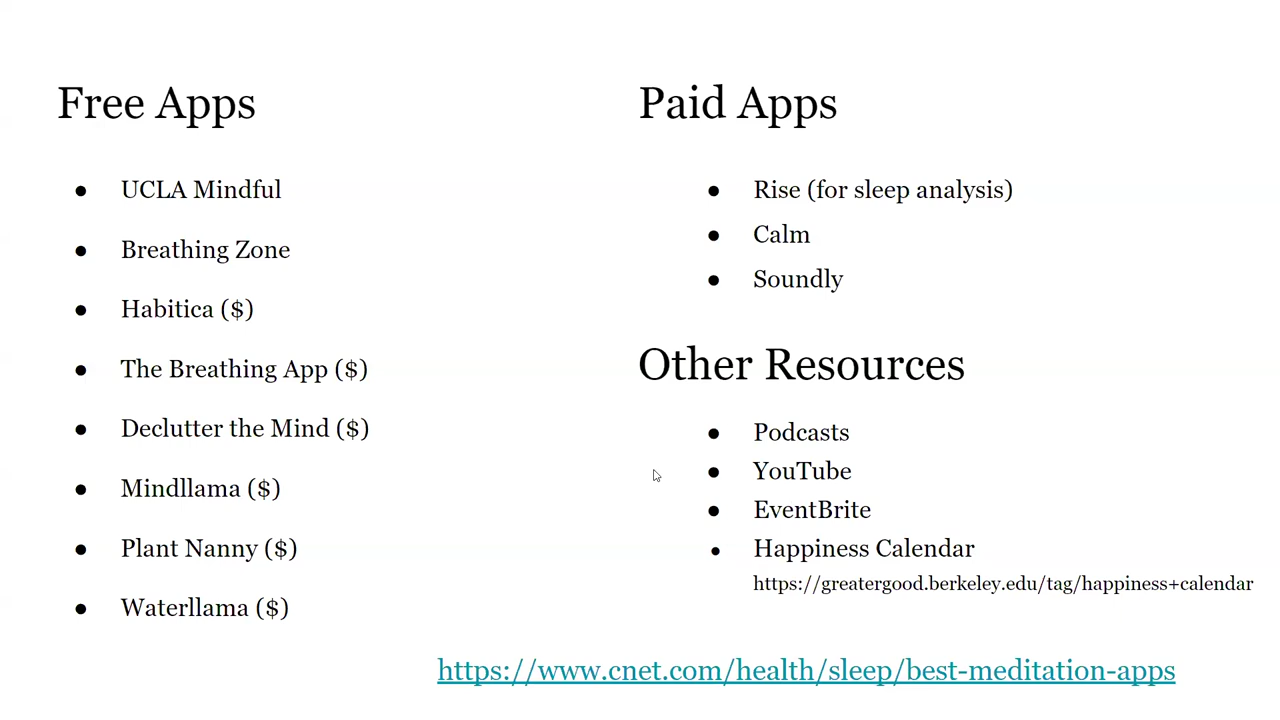 Free Apps
UCLA Mindful
Breathing Zone
Habitica ($)
The Breathing App ($)
Declutter the Mind ($)
Mindllama ($)
Plant Nanny ($)
Waterllama ($)
Paid Apps
Rise (for sleep analysis)
Calm
Soundly
Other Resources
Podcasts
YouTube
EventBrite
Happiness Calendar
https://greatergood.berkeley.edu/tag/happiness+calendar
https://www.cnet.com/health/sleep/best-meditation-apps